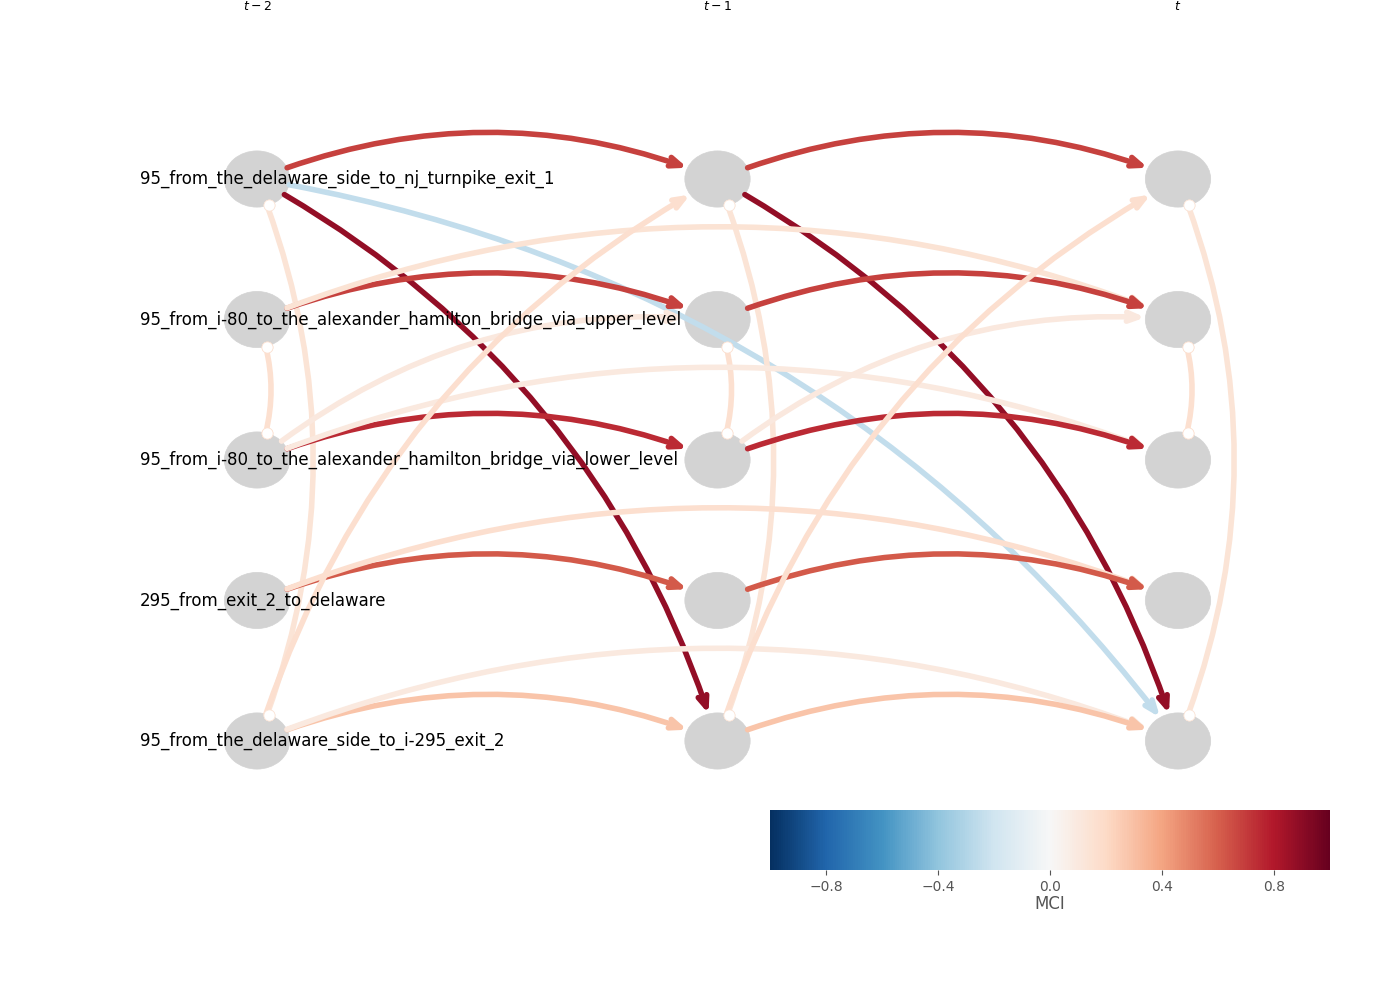 t − 2 t − 1 t
95_from_the_delaware_side_to_nj_turnpike_exit_1
95_from_i-80_to_the_alexander_hamilton_bridge_via_upper_level
95_from_i-80_to_the_alexander_hamilton_bridge_via_lower_level
295_from_exit_2_to_delaware
95_from_the_delaware_side_to_i-295_exit_2
−0.8 −0.4 0.0 0.4 0.8
MCI